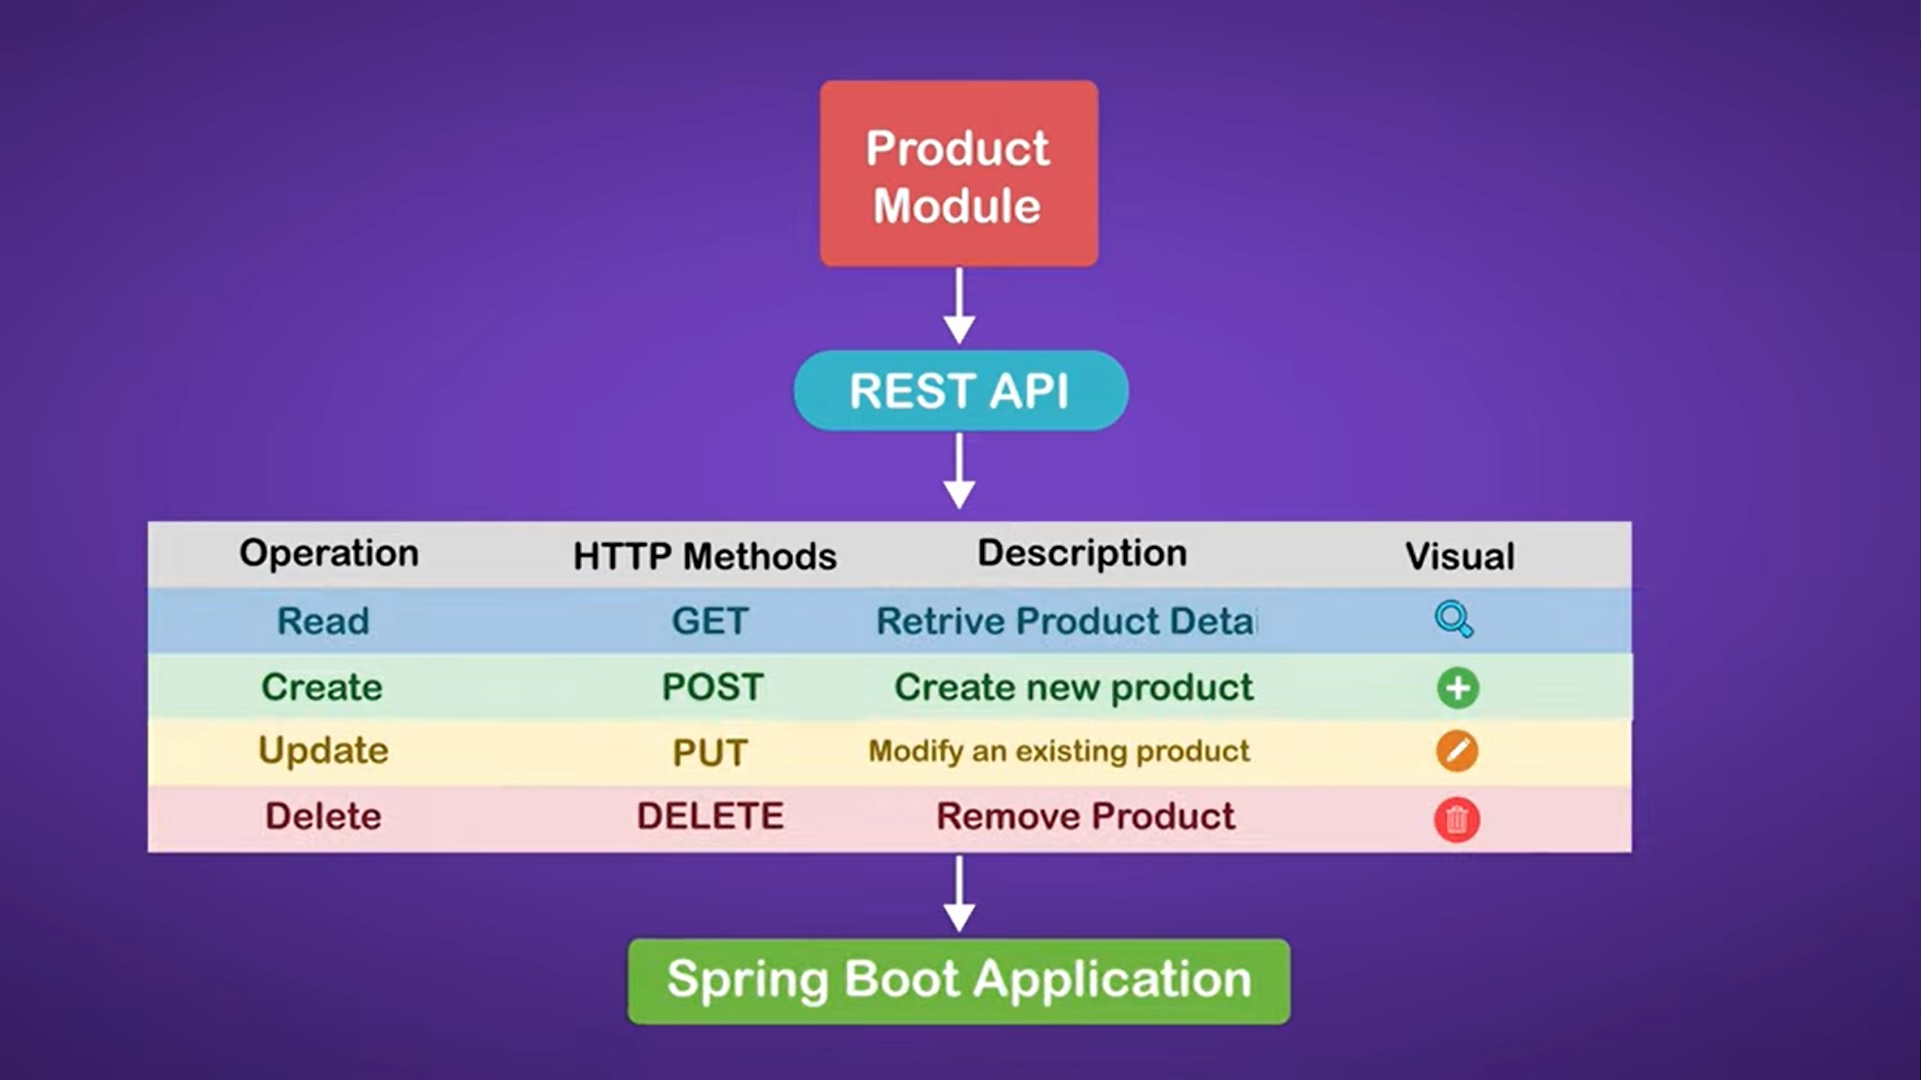 Product
Module
REST API
Operation HTTP Methods Description Visual
Read GET Retrive Product Detai
Create POST Create new product
Update PUT Modify an existing product
Delete DELETE Remove Product
Spring Boot Application